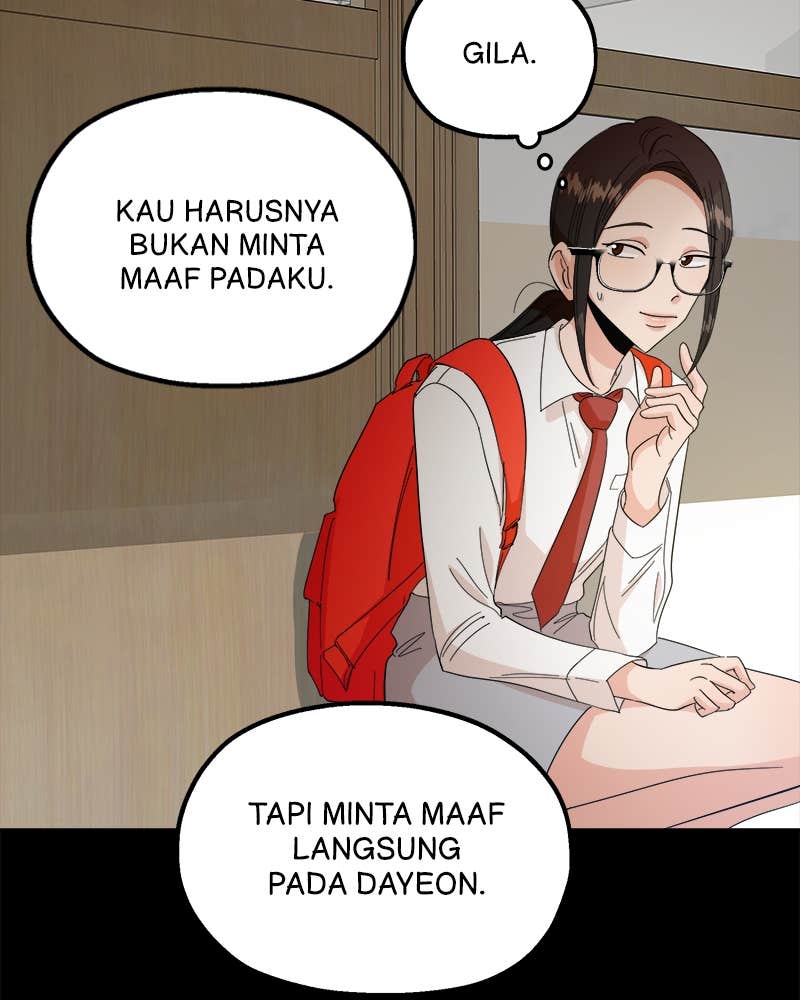 GILA.
KAU HARUSNYA
BUKAN MINTA
MAAF PADAKU.
TAPI MINTA MAAF
LANGSUNG
PADA DAYEON.